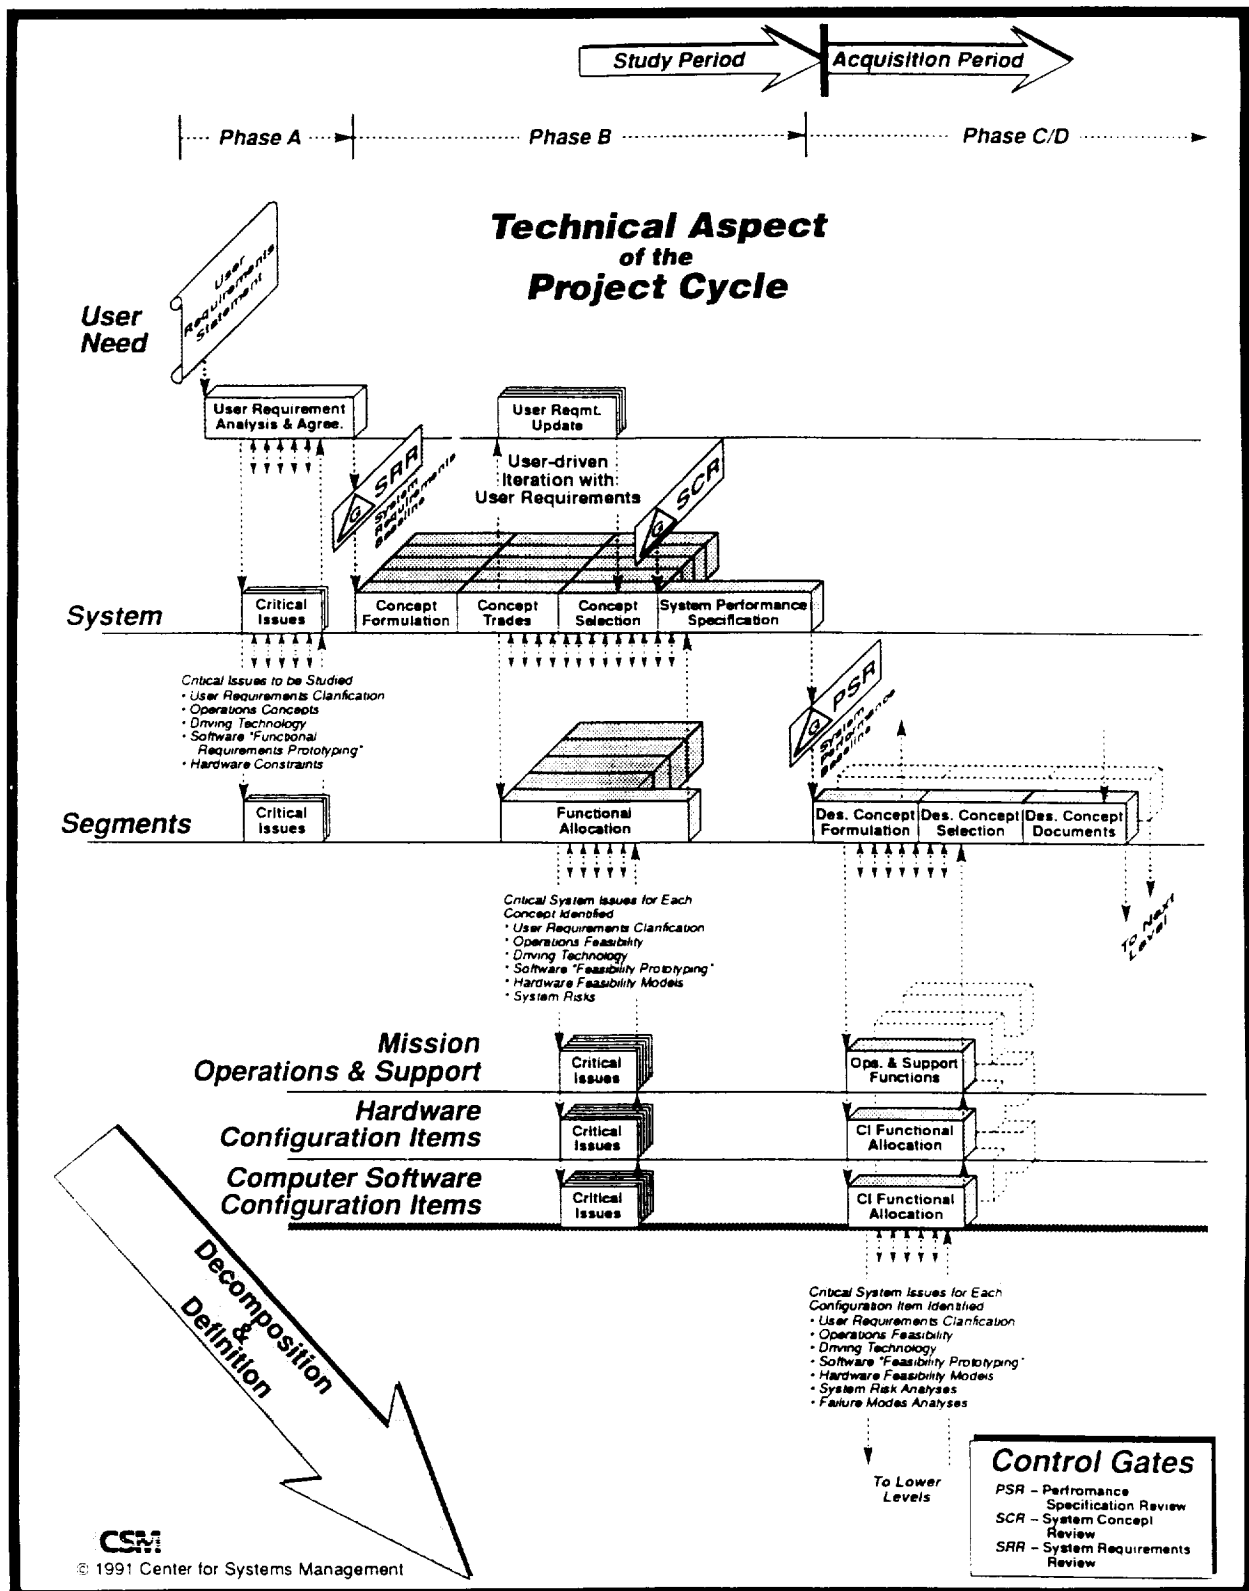 Study Period
Acquisition Period
Phase A
Phase B
Phase C/D
Technical Aspect
of the
Project Cycle
User
Requirements
Statement
User
Need
User Requirement
Analysis & Agree.
User Reqmt.
Update
SRR
System
Requirements
Baseline
G
User-driven
Iteration with
User Requirements
SCR
G
System
Critical
Issues
Concept
Formulation
Concept
Trades
Concept
Selection
System Performance
Specification
Critical Issues to be Studied
• User Requirements Clarification
• Operations Concepts
• Driving Technology
• Software "Functional
Requirements Prototyping"
• Hardware Constraints
PSR
G
System
Performance
Baseline
Segments
Critical
Issues
Functional
Allocation
Des. Concept
Formulation
Des. Concept
Selection
Des. Concept
Documents
Critical System Issues for Each
Concept Identified
• User Requirements Clarification
• Operations Feasibility
• Driving Technology
• Software "Feasibility Prototyping"
• Hardware Feasibility Models
• System Risks
To Next
Level
Mission
Operations & Support
Critical
Issues
Ops. & Support
Functions
Hardware
Configuration Items
Critical
Issues
CI Functional
Allocation
Computer Software
Configuration Items
Critical
Issues
CI Functional
Allocation
Decomposition
&
Definition
Critical System Issues for Each
Configuration Item Identified
• User Requirements Clarification
• Operations Feasibility
• Driving Technology
• Software "Feasibility Prototyping"
• Hardware Feasibility Models
• System Risk Analyses
• Failure Modes Analyses
To Lower
Levels
Control Gates
PSR – Perfromance
Specification Review
SCR – System Concept
Review
SRR – System Requirements
Review
CSM
© 1991 Center for Systems Management